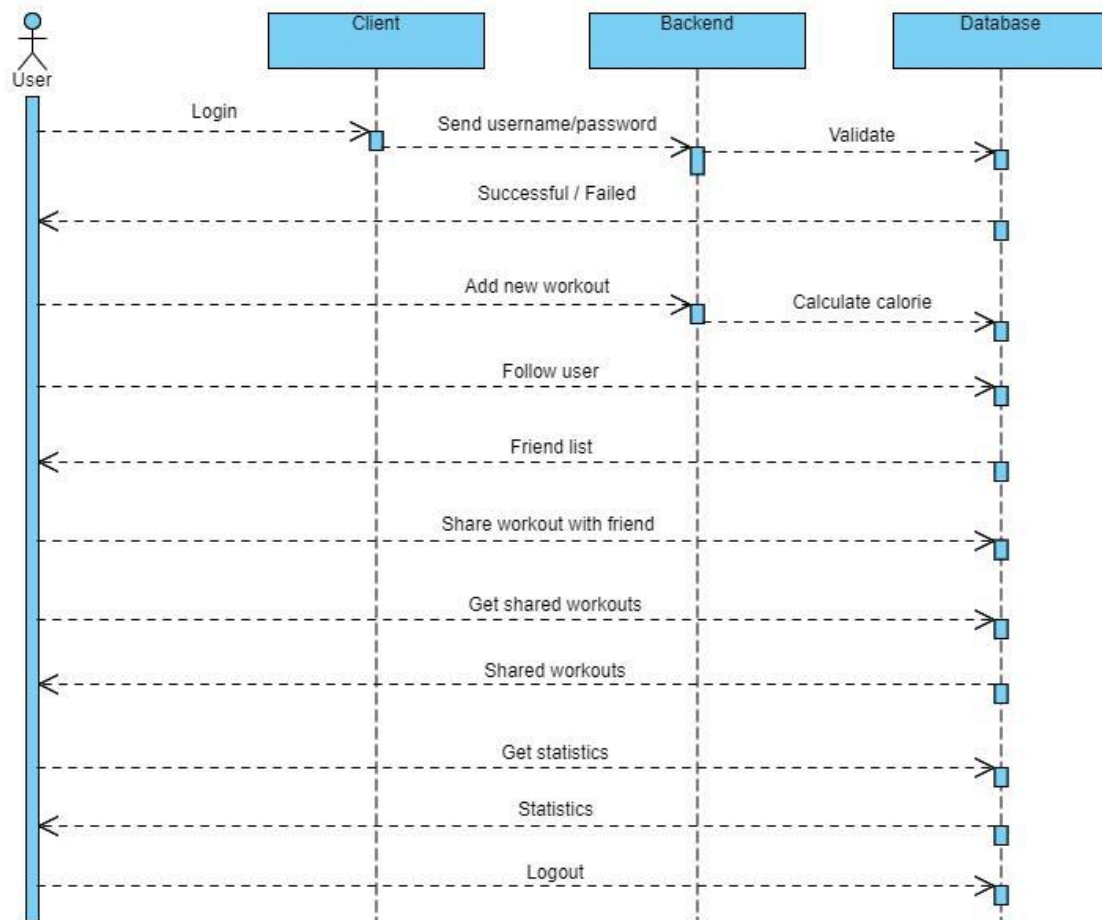 Client
Backend
Database
User
Login
Send username/password
Validate
Successful / Failed
Add new workout
Calculate calorie
Follow user
Friend list
Share workout with friend
Get shared workouts
Shared workouts
Get statistics
Statistics
Logout